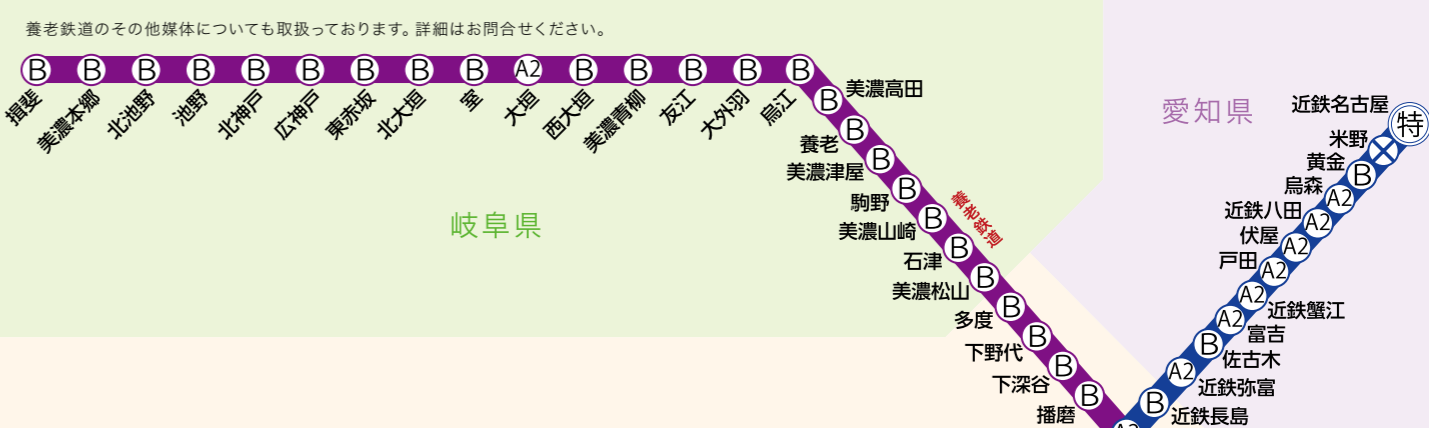 養老鉄道のその他媒体についても取扱っております。詳細はお問合せください。
B
B
B
B
B
B
B
B
B
A2
B
B
B
B
B
揖斐
美濃本郷
北池野
池野
北神戸
広神戸
東赤坂
北大垣
室
大垣
西大垣
美濃青柳
友江
大外羽
烏江
B
美濃高田
B
養老
B
美濃津屋
B
駒野
B
美濃山崎
B
石津
B
美濃松山
B
多度
B
下野代
B
下深谷
B
播磨
養老鉄道
岐阜県
愛知県
近鉄名古屋
特
米野
黄金
B
烏森
A2
近鉄八田
A2
伏屋
A2
戸田
A2
A2
近鉄蟹江
A2
富吉
B
佐古木
A2
近鉄弥富
B
近鉄長島
A2